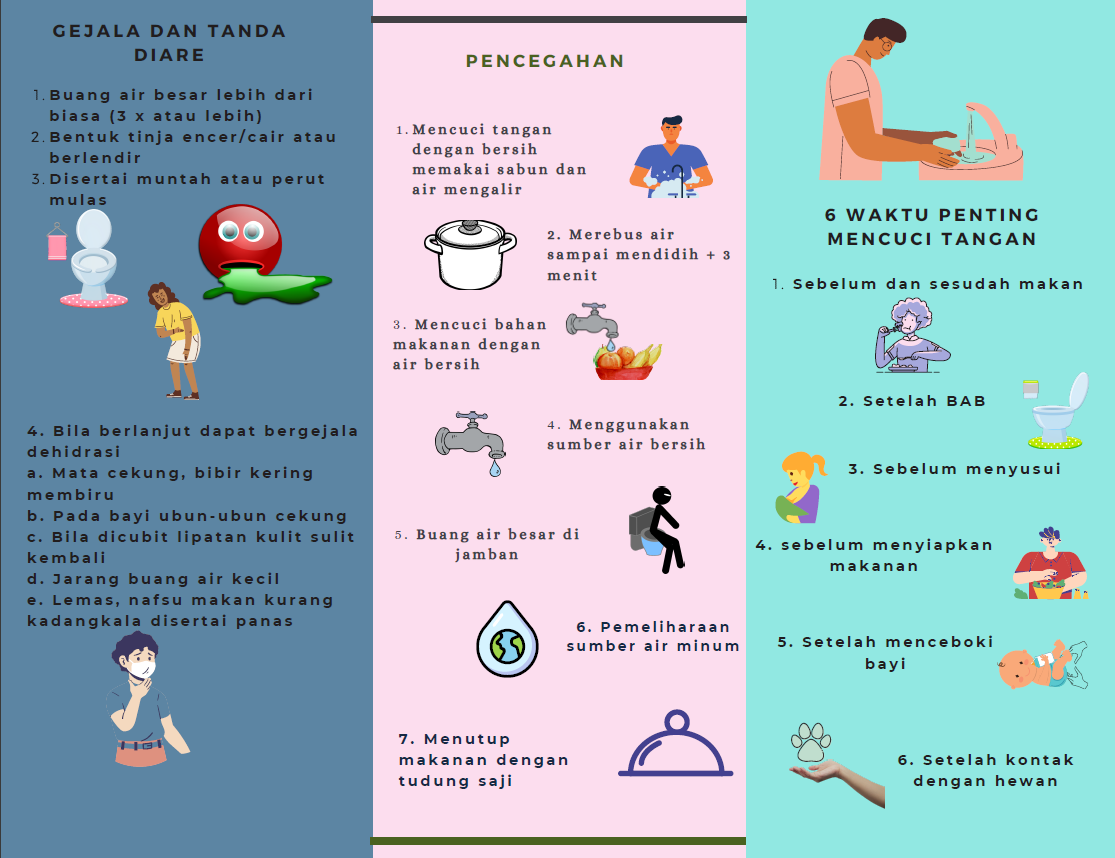 GEJALA DAN TANDA
DIARE
1. Buang air besar lebih dari
biasa (3 x atau lebih)
2. Bentuk tinja encer/cair atau
berlendir
3. Disertai muntah atau perut
mulas
4. Bila berlanjut dapat bergejala
dehidrasi
a. Mata cekung, bibir kering
membiru
b. Pada bayi ubun-ubun cekung
c. Bila dicubit lipatan kulit sulit
kembali
d. Jarang buang air kecil
e. Lemas, nafsu makan kurang
kadangkala disertai panas
PENCEGAHAN
1. Mencuci tangan
dengan bersih
memakai sabun dan
air mengalir
2. Merebus air
sampai mendidih + 3
menit
3. Mencuci bahan
makanan dengan
air bersih
4. Menggunakan
sumber air bersih
5. Buang air besar di
jamban
6. Pemeliharaan
sumber air minum
7. Menutup
makanan dengan
tudung saji
6 WAKTU PENTING
MENCUCI TANGAN
1. Sebelum dan sesudah makan
2. Setelah BAB
3. Sebelum menyusui
4. sebelum menyiapkan
makanan
5. Setelah menceboki
bayi
6. Setelah kontak
dengan hewan